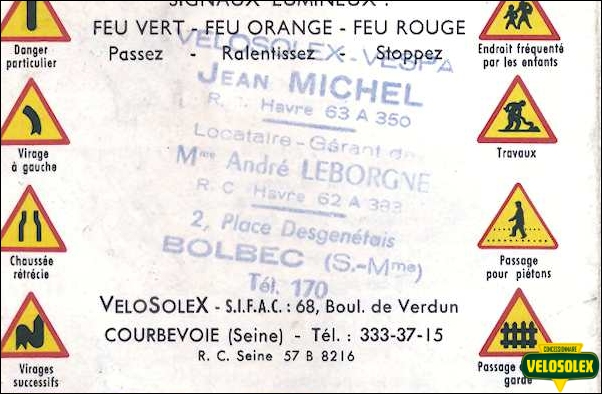 SIGNAUX LUMINEUX :
FEU VERT - FEU ORANGE - FEU ROUGE
Passez - Ralentissez - Stoppez
Danger
particulier
Virage
à gauche
Chaussée
rétrécie
Virages
successifs
VELOSOLEX - VESPA
JEAN MICHEL
R. C. Havre 63 A 350
Locataire - Gérant de
Mme André LEBORGNE
R. C Havre 62 A 383
2, Place Desgenétais
BOLBEC (S.-Mme)
Tél. 170
VELOSOLEX - S.I.F.A.C. : 68, Boul. de Verdun
COURBEVOIE (Seine) - Tél. : 333-37-15
R. C. Seine 57 B 8216
Endroit fréquenté
par les enfants
Travaux
Passage
pour piétons
Passage
garde
CONCESSIONNAIRE
VELOSOLEX